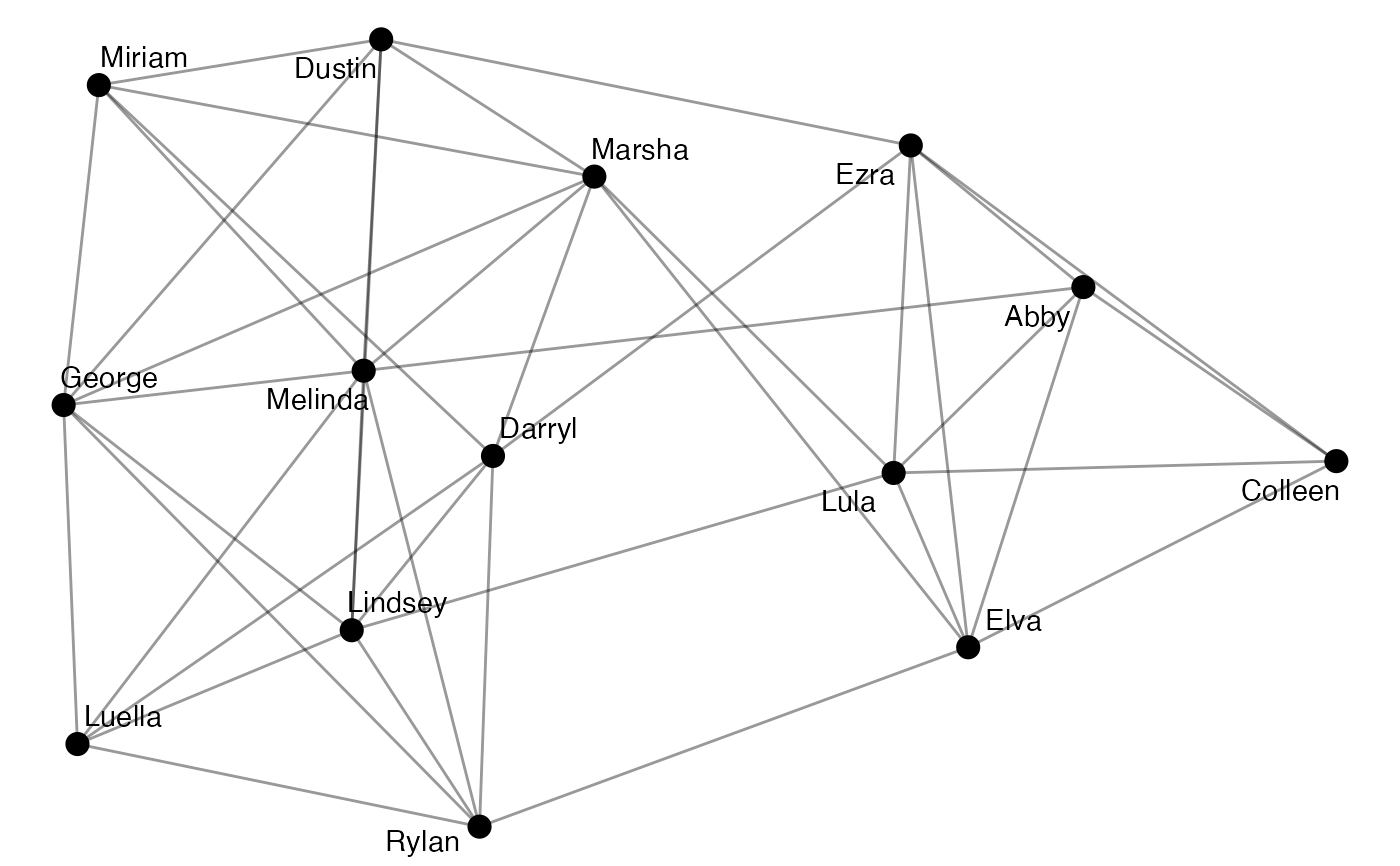 Miriam
Dustin
Marsha
Ezra
Abby
George
Melinda
Darryl
Colleen
Lula
Lindsey
Elva
Luella
Rylan